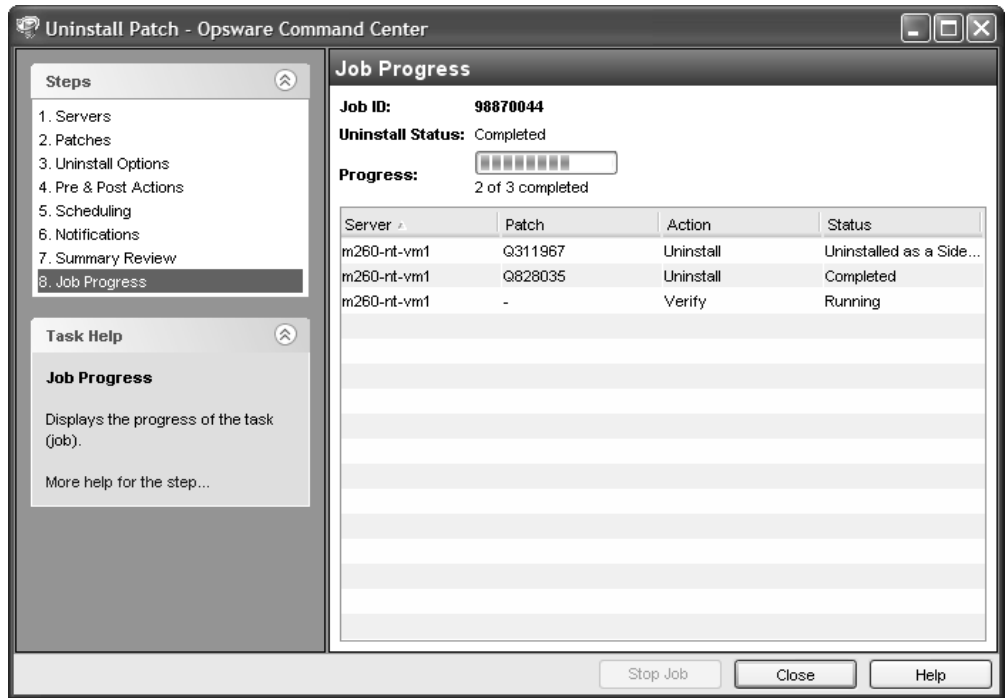 Uninstall Patch - Opsware Command Center
Steps
1. Servers
2. Patches
3. Uninstall Options
4. Pre & Post Actions
5. Scheduling
6. Notifications
7. Summary Review
8. Job Progress
Task Help
Job Progress
Displays the progress of the task
(job).
More help for the step...
Job Progress
Job ID: 98870044
Uninstall Status: Completed
Progress:
2 of 3 completed
Server Patch Action Status
m260-nt-vm1 Q311967 Uninstall Uninstalled as a Side...
m260-nt-vm1 Q828035 Uninstall Completed
m260-nt-vm1 - Verify Running
Stop Job Close Help